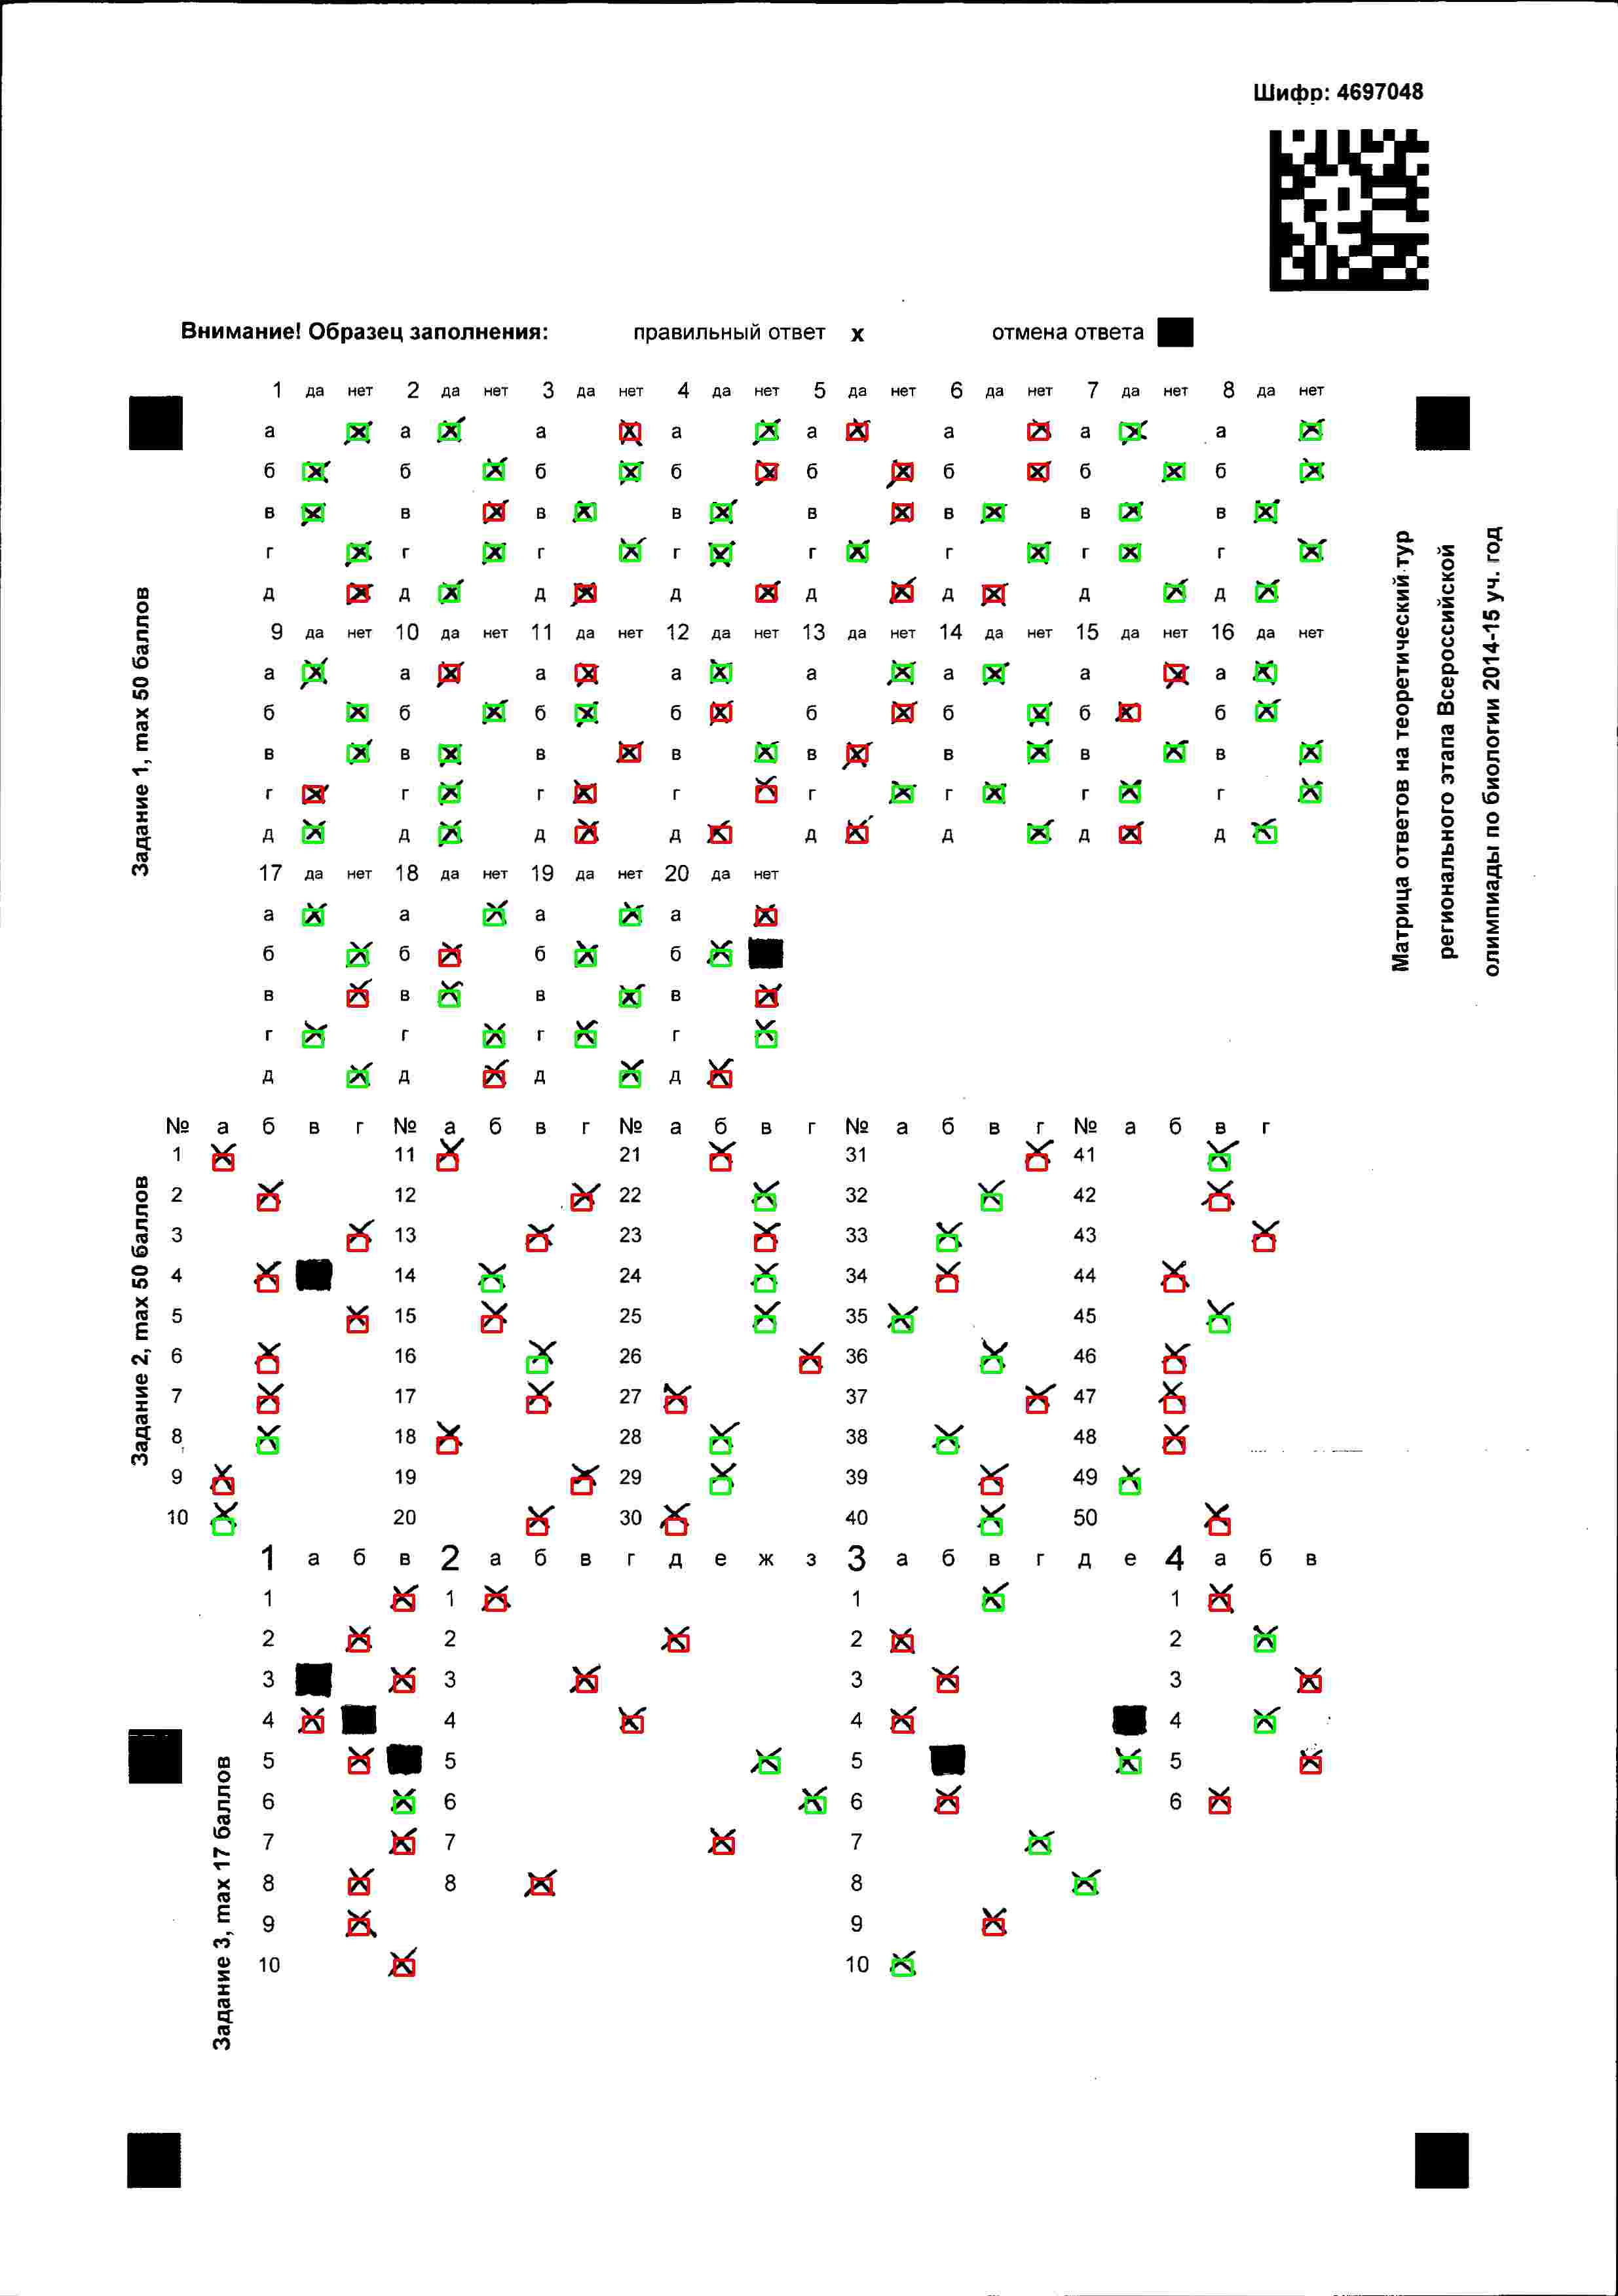 Шифр: 4697048
Внимание! Образец заполнения: правильный ответ x отмена ответа
1 да нет 2 да нет 3 да нет 4 да нет 5 да нет 6 да нет 7 да нет 8 да нет
а а а а а а а а
б б б б б б б б
в в в в в в в в
г г г г г г г г
д д д д д д д д
9 да нет 10 да нет 11 да нет 12 да нет 13 да нет 14 да нет 15 да нет 16 да нет
а а а а а а а а
б б б б б б б б
в в в в в в в в
г г г г г г г г
д д д д д д д д
17 да нет 18 да нет 19 да нет 20 да нет
а а а а
б б б б
в в в в
г г г г
д д д д
Задание 1, max 50 баллов
Матрица ответов на теоретический тур
регионального этапа Всероссийской
олимпиады по биологии 2014-15 уч. год
№ а б в г № а б в г № а б в г № а б в г № а б в г
1 11 21 31 41
2 12 22 32 42
3 13 23 33 43
4 14 24 34 44
5 15 25 35 45
6 16 26 36 46
7 17 27 37 47
8 18 28 38 48
9 19 29 39 49
10 20 30 40 50
Задание 2, max 50 баллов
1 а б в 2 а б в г д е ж з 3 а б в г д е 4 а б в
1 1 1 1
2 2 2 2
3 3 3 3
4 4 4 4
5 5 5 5
6 6 6 6
7 7 7
8 8 8
9 9
10 10
Задание 3, max 17 баллов